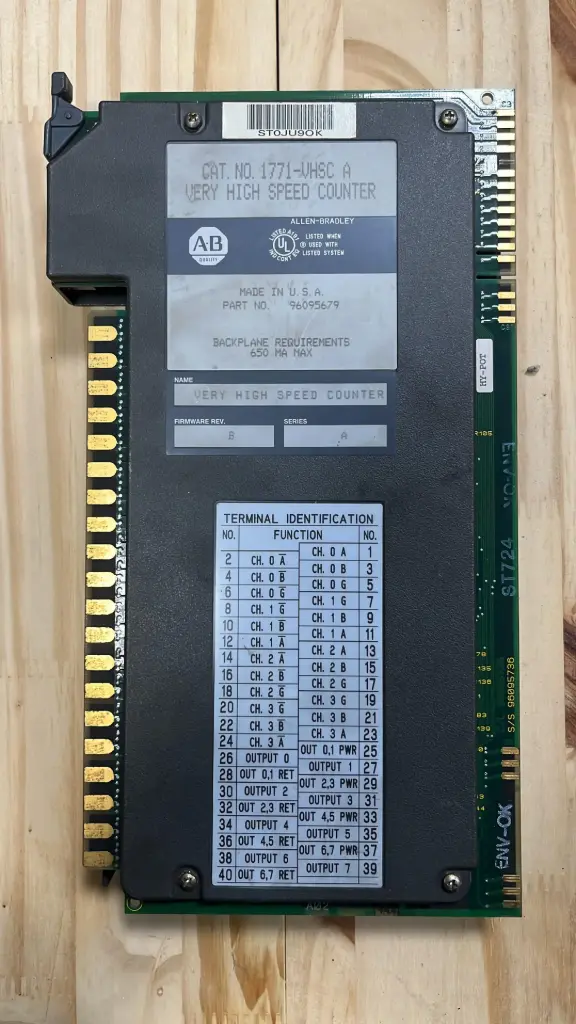 ST0JU9OK
CAT. NO. 1771-VHSC A
VERY HIGH SPEED COUNTER
ALLEN-BRADLEY
A-B
QUALITY
UL
LISTED WHEN
USED WITH
LISTED SYSTEM
MADE IN U.S.A.
PART NO. 96095679
BACKPLANE REQUIREMENTS
650 MA MAX
NAME
VERY HIGH SPEED COUNTER
FIRMWARE REV. SERIES
B A
HY-POT
ST724
S/S 96095736
ENV-OK
TERMINAL IDENTIFICATION
NO. FUNCTION NO.
CH. 0 A 1
2 CH. 0 A̅
CH. 0 B 3
4 CH. 0 B̅
CH. 0 G 5
6 CH. 0 G̅
CH. 1 G 7
8 CH. 1 G̅
CH. 1 B 9
10 CH. 1 B̅
CH. 1 A 11
12 CH. 1 A̅
CH. 2 A 13
14 CH. 2 A̅
CH. 2 B 15
16 CH. 2 B̅
CH. 2 G 17
18 CH. 2 G̅
CH. 3 G 19
20 CH. 3 G̅
CH. 3 B 21
22 CH. 3 B̅
CH. 3 A 23
24 CH. 3 A̅
OUT 0,1 PWR 25
26 OUTPUT 0
OUTPUT 1 27
28 OUT 0,1 RET
OUT 2,3 PWR 29
30 OUTPUT 2
OUTPUT 3 31
32 OUT 2,3 RET
OUT 4,5 PWR 33
34 OUTPUT 4
OUTPUT 5 35
36 OUT 4,5 RET
OUT 6,7 PWR 37
38 OUTPUT 6
OUTPUT 7 39
40 OUT 6,7 RET